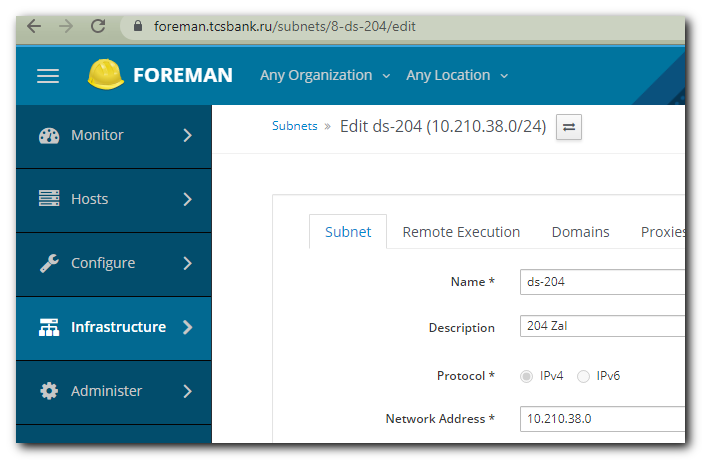 foreman.tcsbank.ru/subnets/8-ds-204/edit
FOREMAN Any Organization Any Location
Subnets » Edit ds-204 (10.210.38.0/24)
Monitor
Hosts
Configure
Infrastructure
Administer
Subnet Remote Execution Domains Proxies
Name * ds-204
Description 204 Zal
Protocol * IPv4 IPv6
Network Address * 10.210.38.0